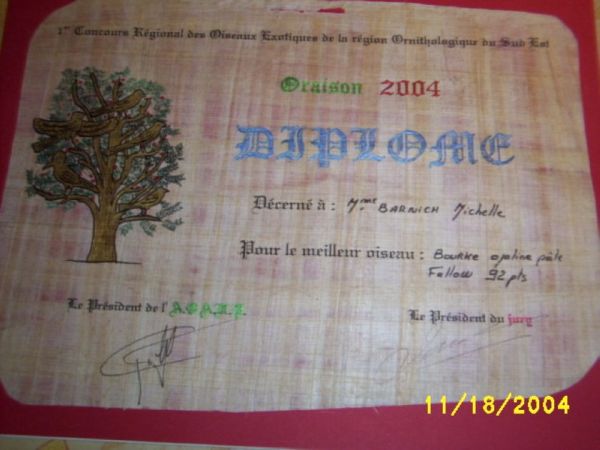 1er Concours Régional des Oiseaux Exotiques de la région Ornithologique du Sud Est
Oraison 2004
DIPLOME
Décerné à : Mme BARNICH Michelle
Pour le meilleur oiseau : BOURKE opaline pâle
Fallow 92 pts
Le Président de l'
Le Président du jury
11/18/2004